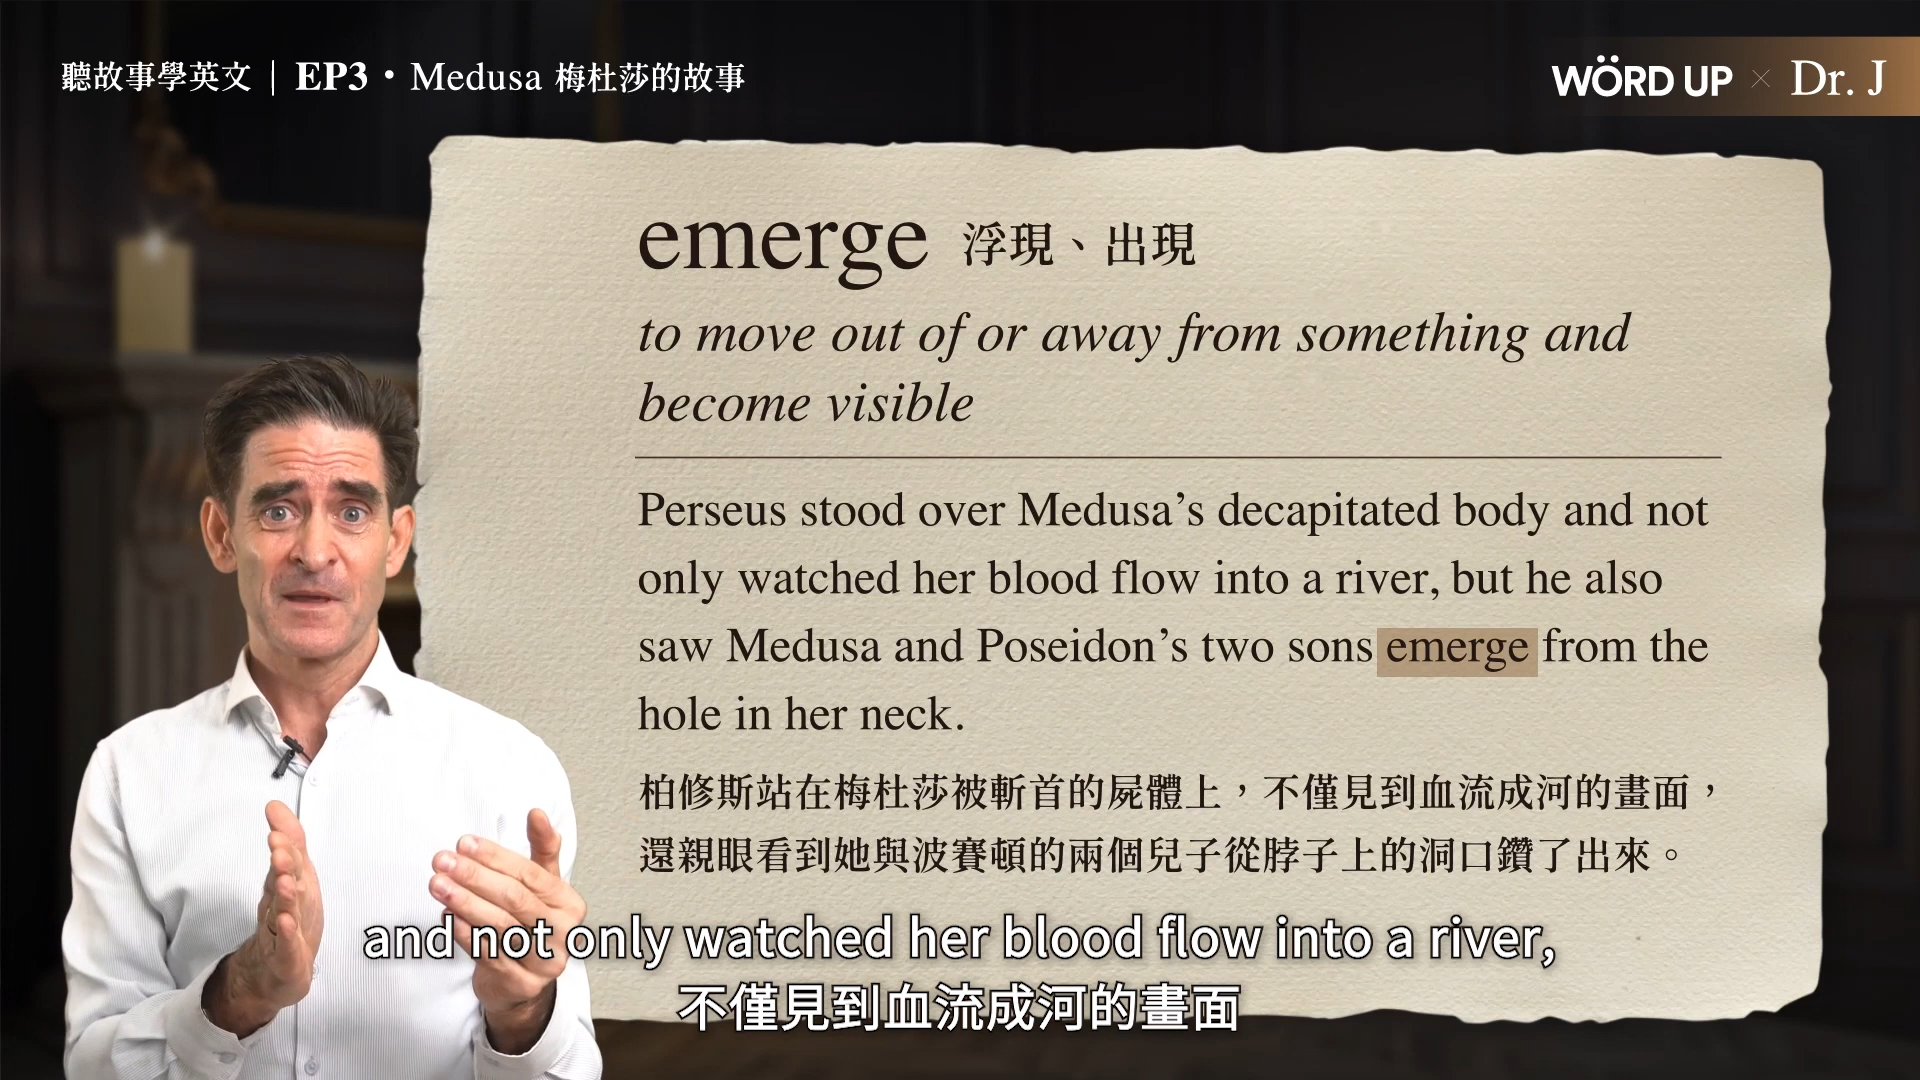 聽故事學英文 | EP3・Medusa 梅杜莎的故事
WÖRD UP × Dr. J
emerge 浮現、出現
to move out of or away from something and
become visible
Perseus stood over Medusa’s decapitated body and not
only watched her blood flow into a river, but he also
saw Medusa and Poseidon’s two sons emerge from the
hole in her neck.
柏修斯站在梅杜莎被斬首的屍體上，不僅見到血流成河的畫面，
還親眼看到她與波賽頓的兩個兒子從脖子上的洞口鑽了出來。
and not only watched her blood flow into a river,
不僅見到血流成河的畫面